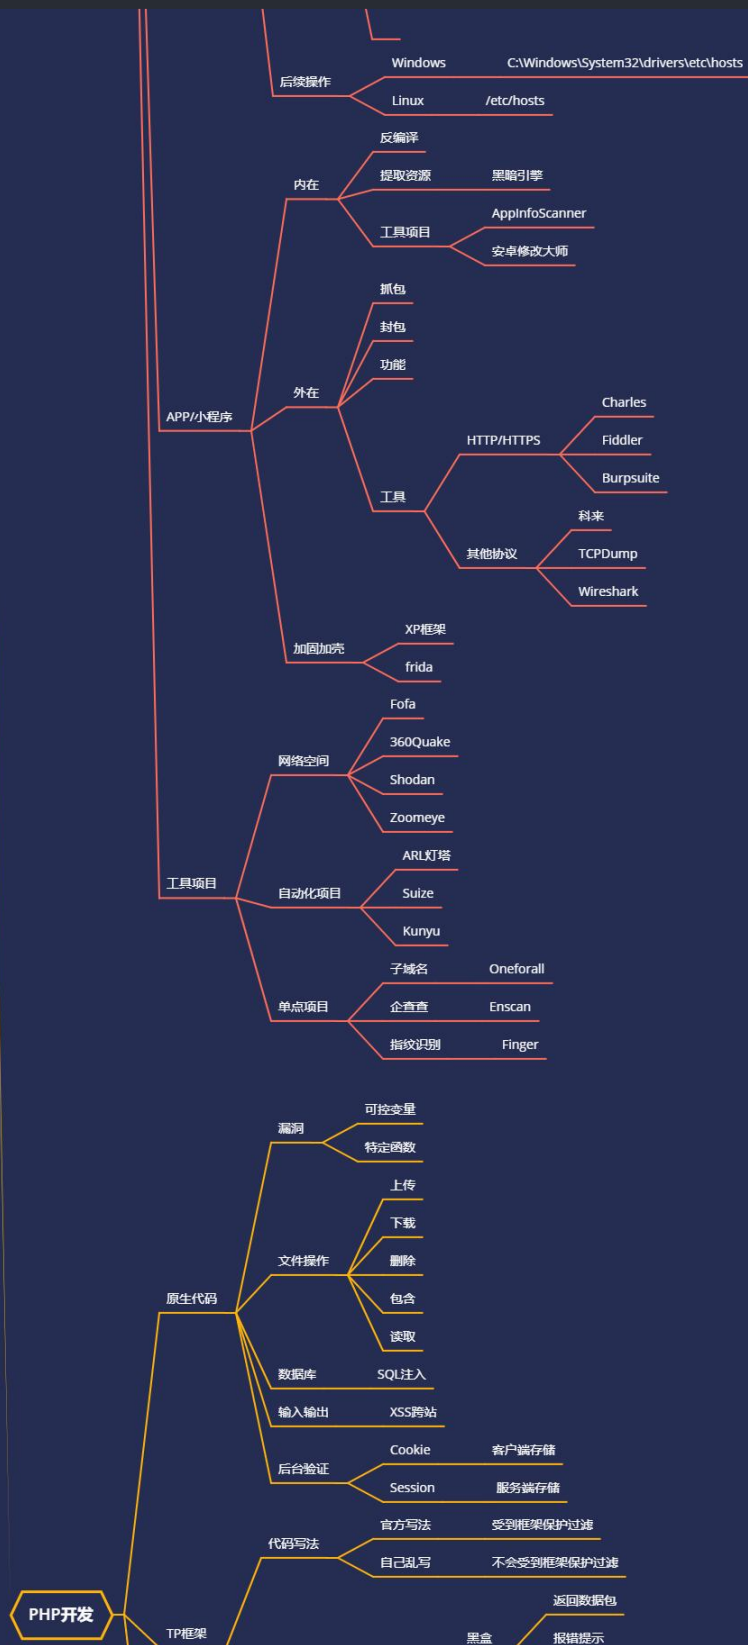 Windows C:\Windows\System32\drivers\etc\hosts
后续操作
Linux /etc/hosts
反编译
内在
提取资源 黑暗引擎
AppInfoScanner
工具项目
安卓修改大师
抓包
封包
功能
外在
APP/小程序
Charles
HTTP/HTTPS
Fiddler
Burpsuite
工具
科来
其他协议
TCPDump
Wireshark
XP框架
加固加壳
frida
Fofa
360Quake
网络空间
Shodan
Zoomeye
ARL灯塔
工具项目
自动化项目
Suize
Kunyu
子域名 Oneforall
单点项目
企查查 Enscan
指纹识别 Finger
可控变量
漏洞
特定函数
上传
下载
文件操作
删除
包含
读取
原生代码
数据库 SQL注入
输入输出 XSS跨站
Cookie 客户端存储
后台验证
Session 服务端存储
官方写法 受到框架保护过滤
代码写法
自己乱写 不会受到框架保护过滤
返回数据包
PHP开发
TP框架
黑盒
报错提示